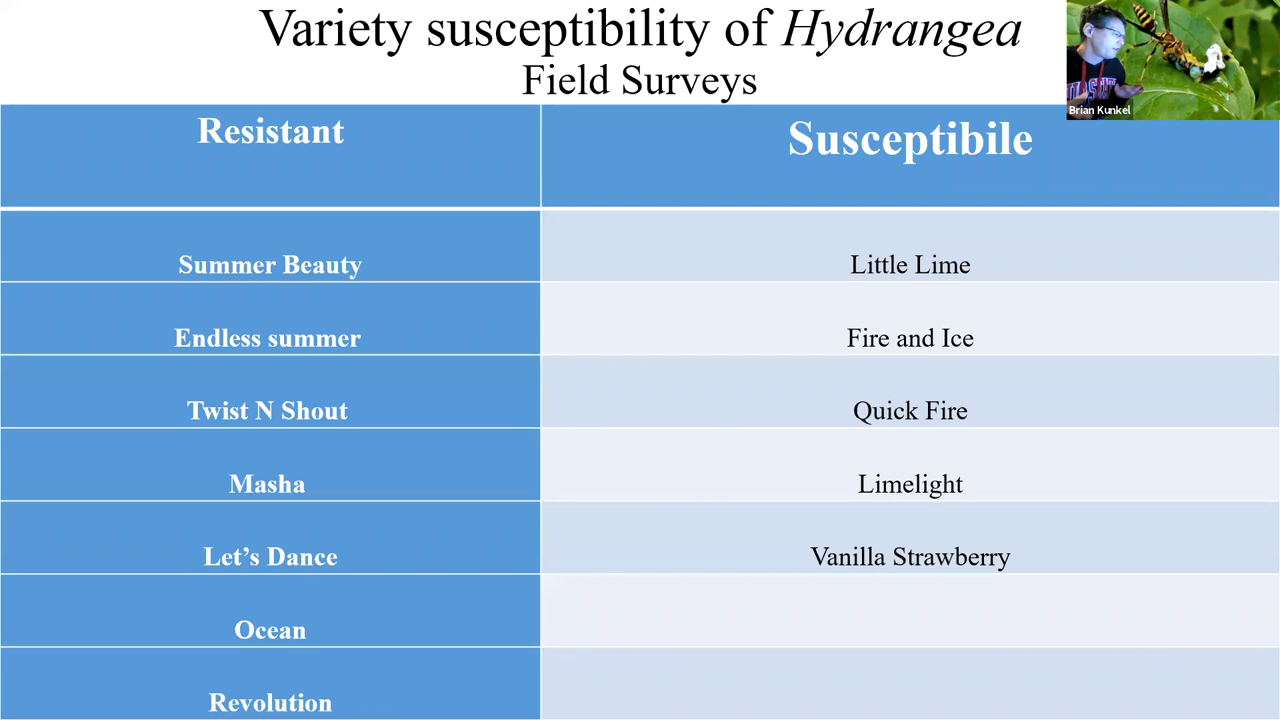 Variety susceptibility of Hydrangea
Field Surveys
Brian Kunkel
Resistant Susceptibile
Summer Beauty Little Lime
Endless summer Fire and Ice
Twist N Shout Quick Fire
Masha Limelight
Let’s Dance Vanilla Strawberry
Ocean
Revolution